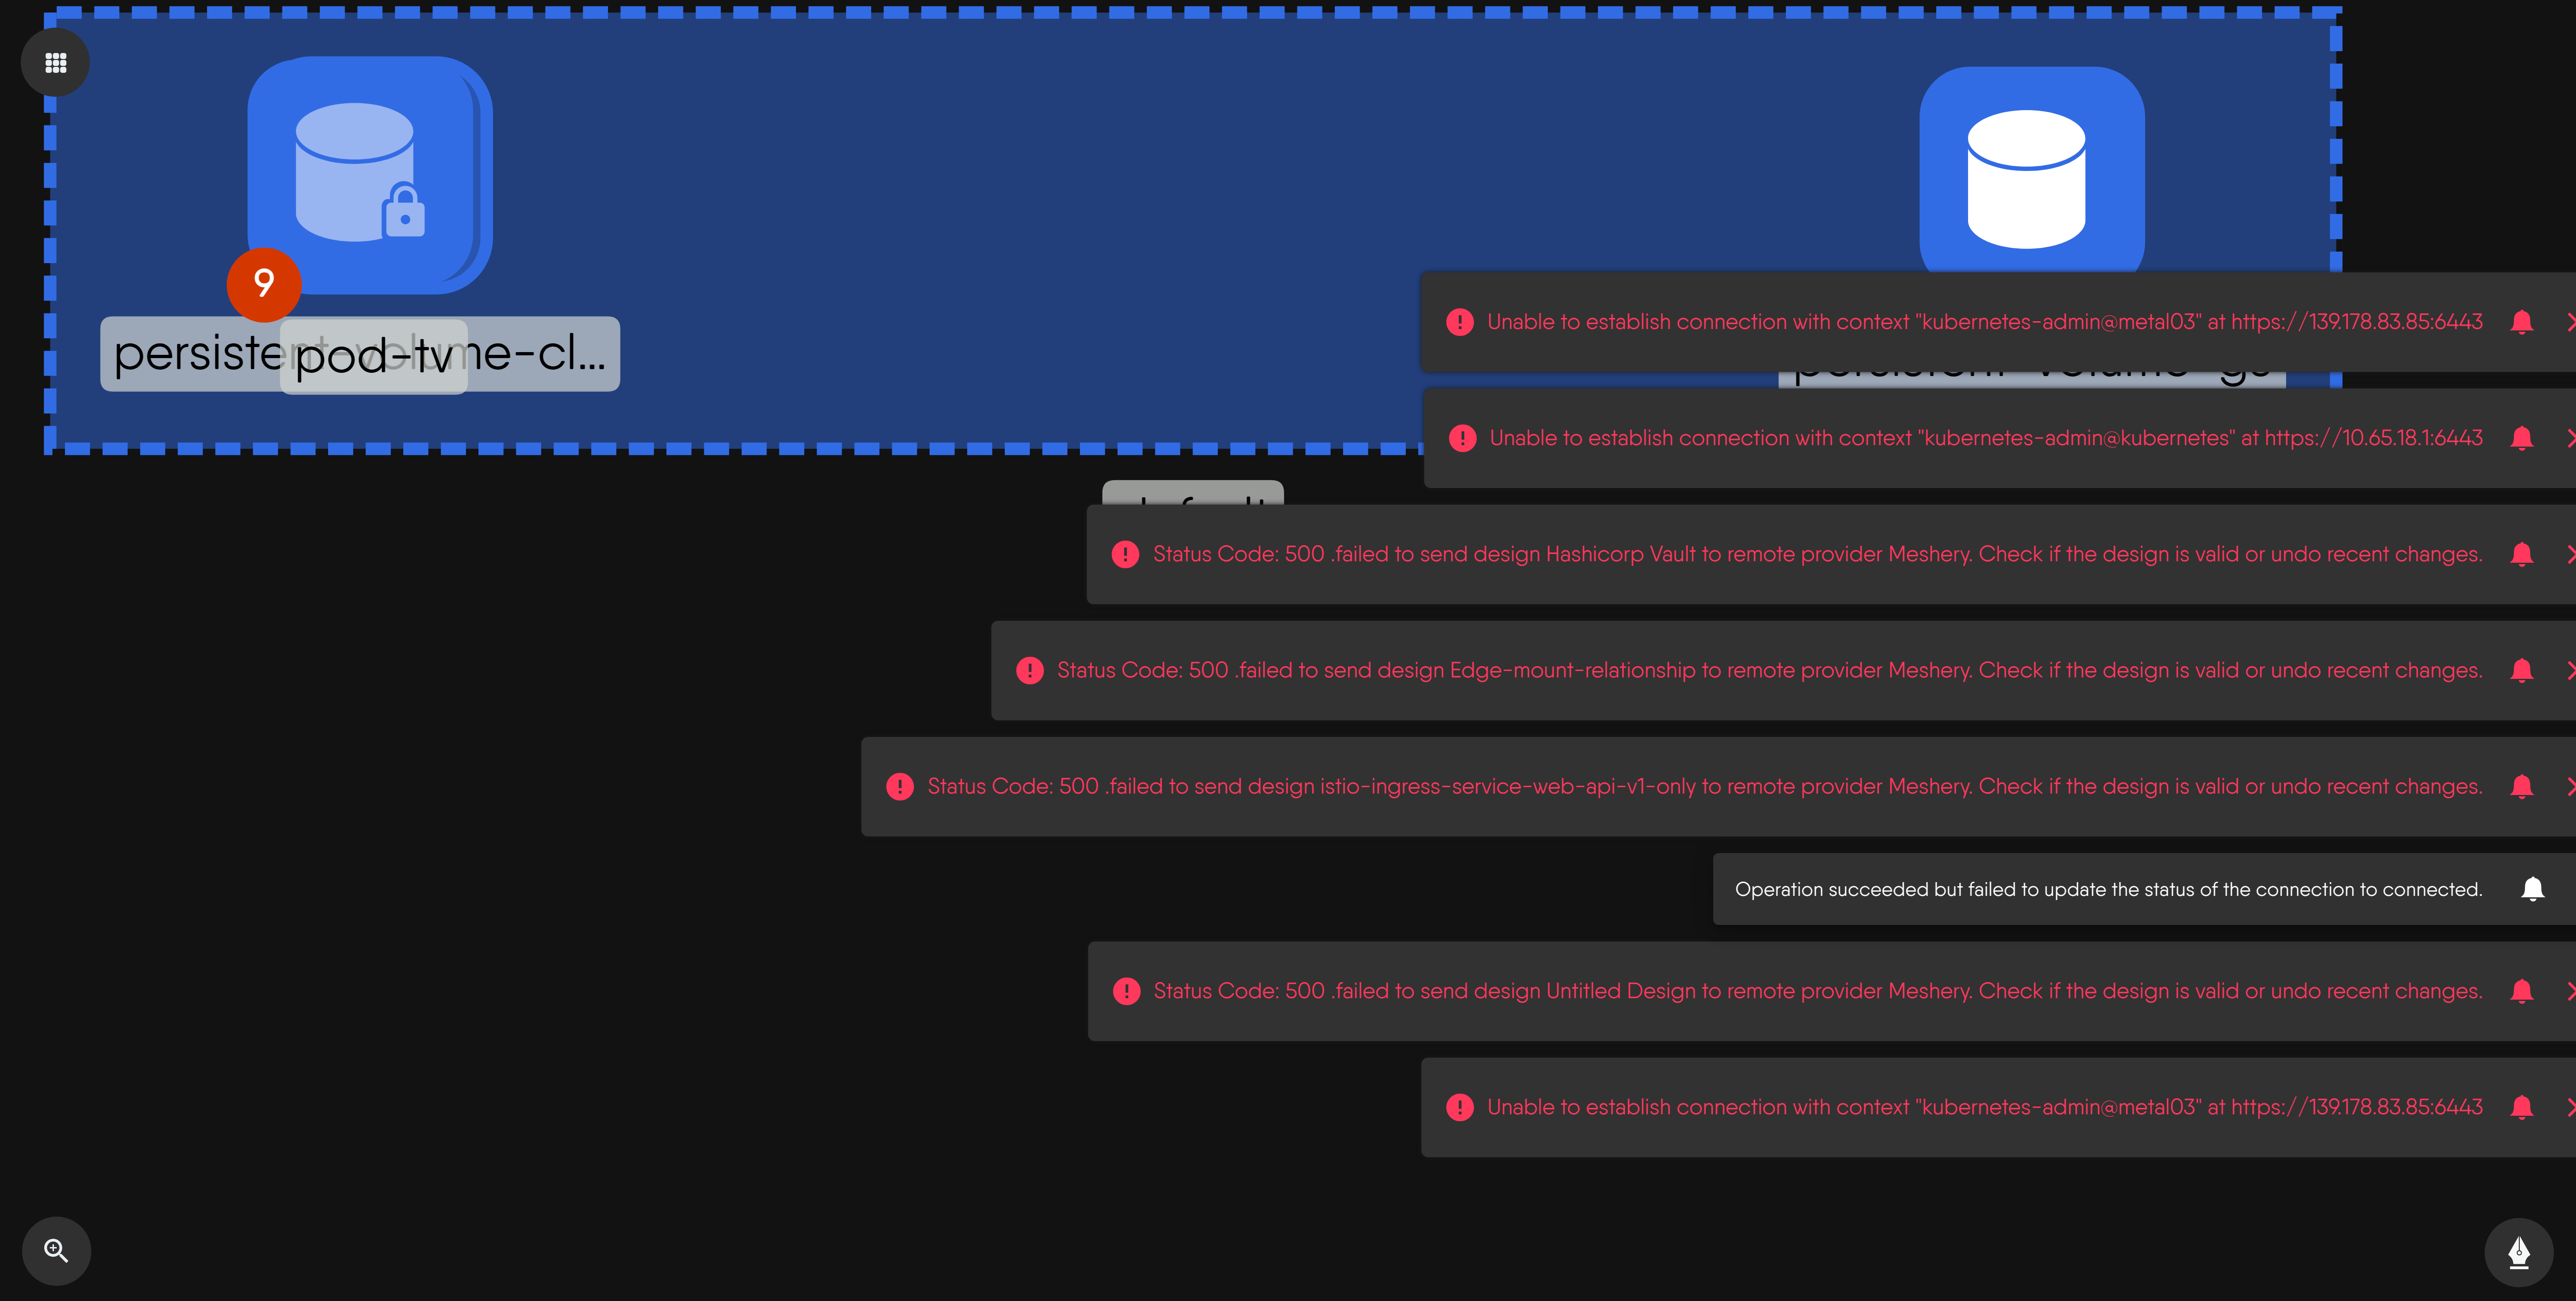 9
persistent-volume-cl...
pod-tv
Unable to establish connection with context "kubernetes-admin@metal03" at https://139.178.83.85:6443
persistent-volume-go
Unable to establish connection with context "kubernetes-admin@kubernetes" at https://10.65.18.1:6443
default
Status Code: 500 .failed to send design Hashicorp Vault to remote provider Meshery. Check if the design is valid or undo recent changes.
Status Code: 500 .failed to send design Edge-mount-relationship to remote provider Meshery. Check if the design is valid or undo recent changes.
Status Code: 500 .failed to send design istio-ingress-service-web-api-v1-only to remote provider Meshery. Check if the design is valid or undo recent changes.
Operation succeeded but failed to update the status of the connection to connected.
Status Code: 500 .failed to send design Untitled Design to remote provider Meshery. Check if the design is valid or undo recent changes.
Unable to establish connection with context "kubernetes-admin@metal03" at https://139.178.83.85:6443